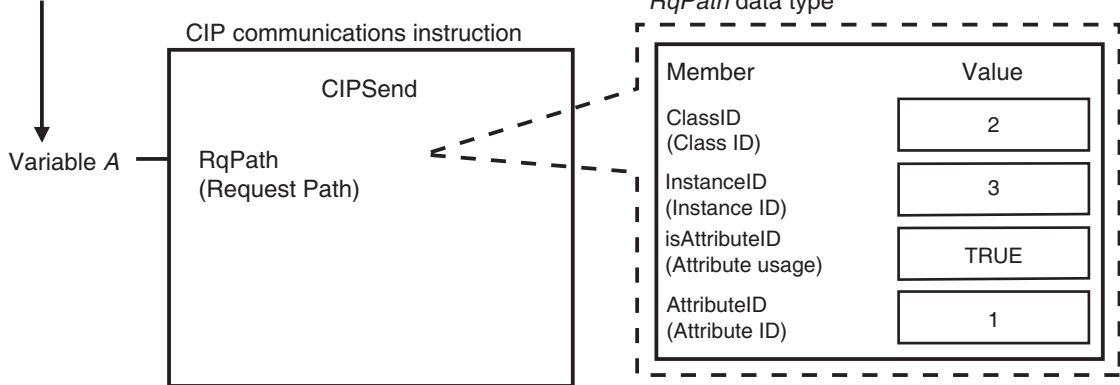 RqPath data type
CIP communications instruction
CIPSend
Variable A
RqPath
(Request Path)
Member Value
ClassID
(Class ID)
2
InstanceID
(Instance ID)
3
isAttributeID
(Attribute usage)
TRUE
AttributeID
(Attribute ID)
1